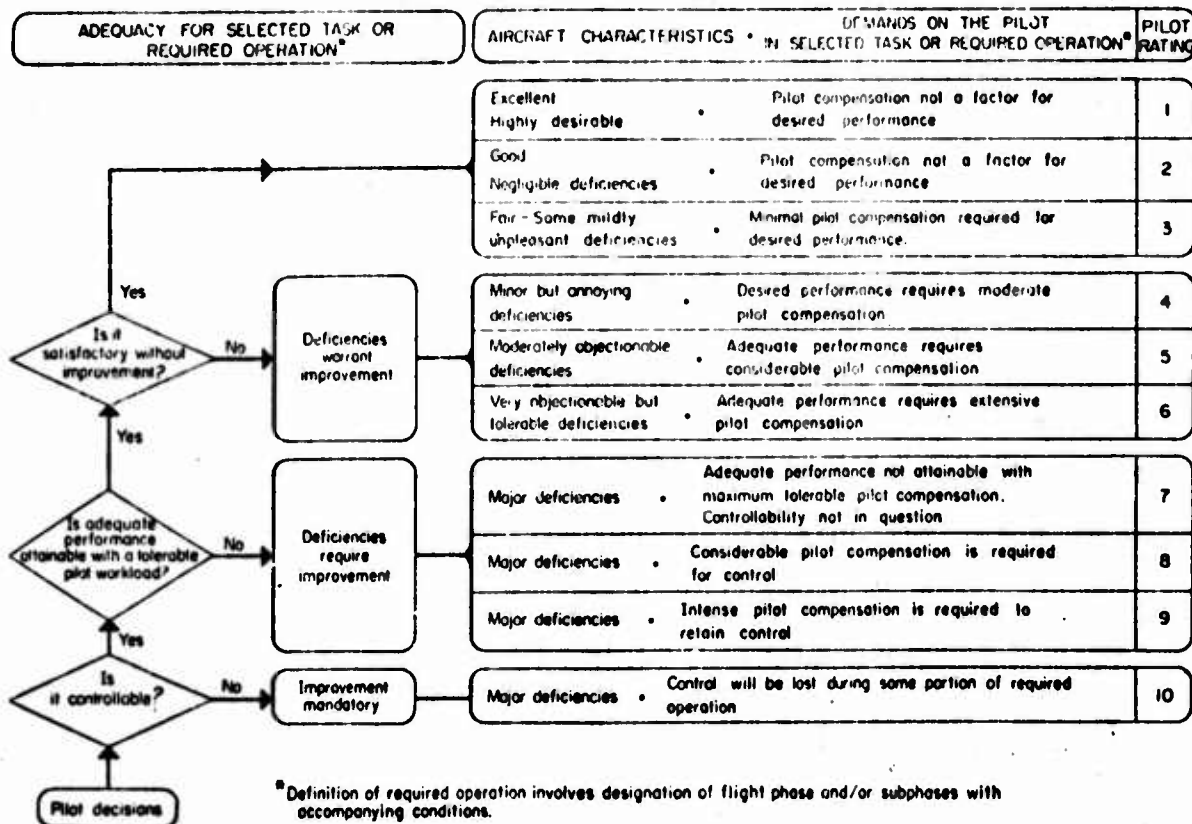 ADEQUACY FOR SELECTED TASK OR
REQUIRED OPERATION*
AIRCRAFT CHARACTERISTICS •
DEMANDS ON THE PILOT
IN SELECTED TASK OR REQUIRED OPERATION*
PILOT
RATING
Excellent
Highly desirable
• Pilot compensation not a factor for
desired performance
1
Good
Negligible deficiencies
• Pilot compensation not a factor for
desired performance
2
Fair - Some mildly
unpleasant deficiencies
• Minimal pilot compensation required for
desired performance.
3
Yes
Is it
satisfactory without
improvement?
No
Deficiencies
warrant
improvement
Minor but annoying
deficiencies
• Desired performance requires moderate
pilot compensation
4
Moderately objectionable
deficiencies
• Adequate performance requires
considerable pilot compensation
5
Very objectionable but
tolerable deficiencies
• Adequate performance requires extensive
pilot compensation
6
Yes
Is adequate
performance
attainable with a tolerable
pilot workload?
No
Deficiencies
require
improvement
Major deficiencies •
Adequate performance not attainable with
maximum tolerable pilot compensation.
Controllability not in question
7
Major deficiencies •
Considerable pilot compensation is required
for control
8
Major deficiencies •
Intense pilot compensation is required to
retain control
9
Yes
Is
it controllable?
No
Improvement
mandatory
Major deficiencies •
Control will be lost during some portion of required
operation
10
Pilot decisions
*Definition of required operation involves designation of flight phase and/or subphases with
accompanying conditions.